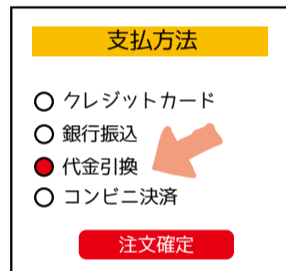 支払方法
クレジットカード
銀行振込
代金引換
コンビニ決済
注文確定